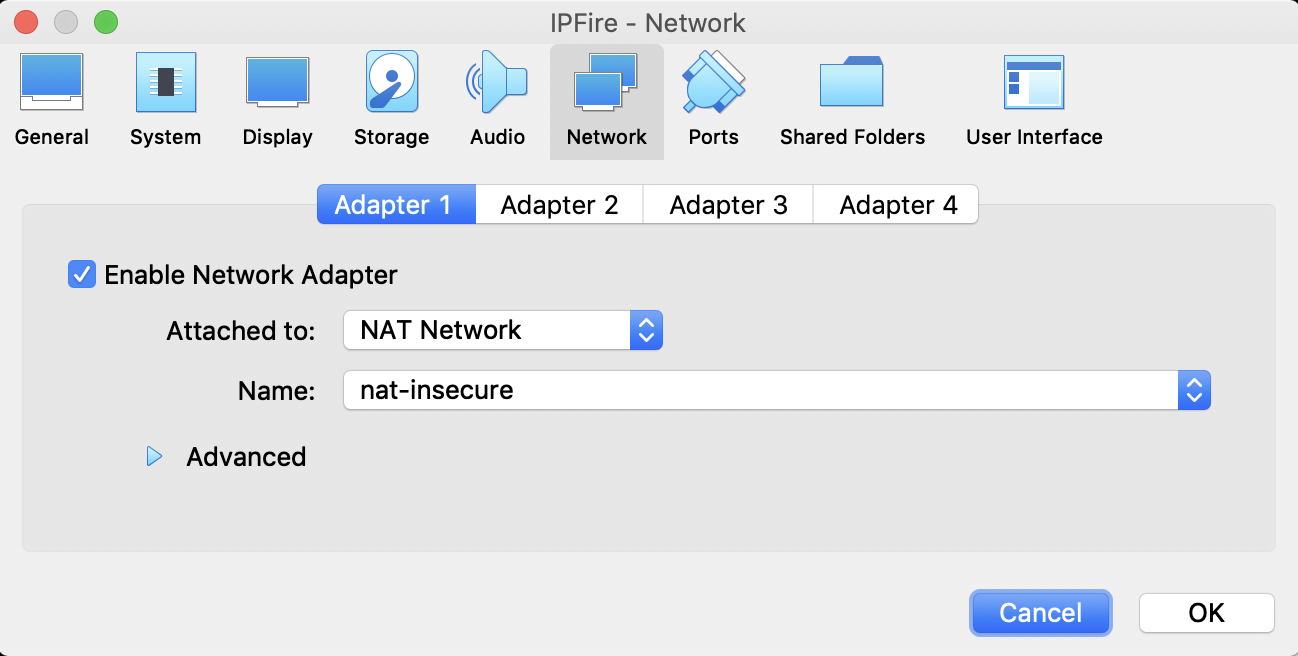 IPFire - Network
General System Display Storage Audio Network Ports Shared Folders User Interface
Adapter 1 Adapter 2 Adapter 3 Adapter 4
Enable Network Adapter
Attached to: NAT Network
Name: nat-insecure
Advanced
Cancel OK